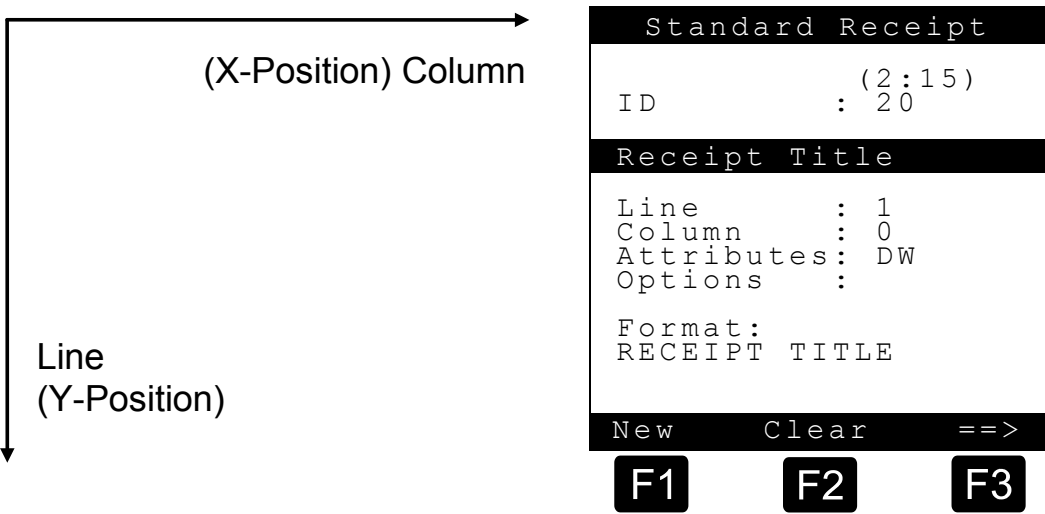 (X-Position) Column
Line
(Y-Position)
Standard Receipt
(2:15)
ID : 20
Receipt Title
Line : 1
Column : 0
Attributes: DW
Options :
Format:
RECEIPT TITLE
New Clear ==>
F1 F2 F3